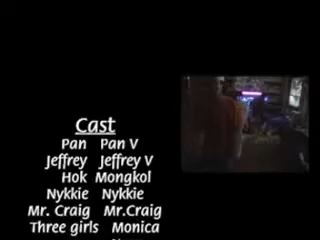 Cast
Pan Pan V
Jeffrey Jeffrey V
Hok Mongkol
Nykkie Nykkie
Mr. Craig Mr.Craig
Three girls Monica